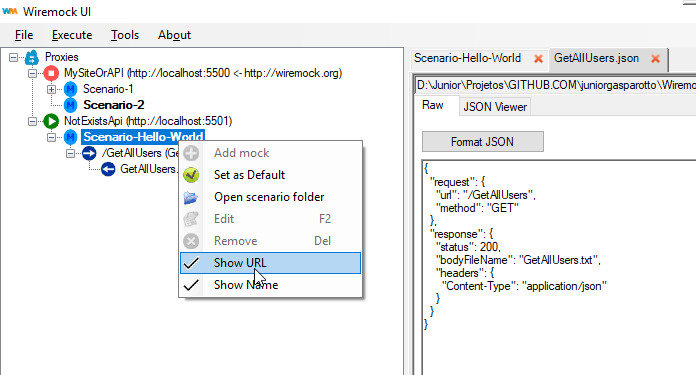 WM Wiremock UI
File Execute Tools About
Proxies
MySiteOrAPI (http://localhost:5500 <- http://wiremock.org)
Scenario-1
Scenario-2
NotExistsApi (http://localhost:5501)
Scenario-Hello-World
/GetAllUsers (Ge
GetAllUsers.
Add mock
Set as Default
Open scenario folder
Edit F2
Remove Del
Show URL
Show Name
Scenario-Hello-World GetAllUsers.json
D:\Junior\Projetos\GITHUB.COM\juniorgasparotto\Wiremo
Raw JSON Viewer
Format JSON
{
"request": {
"url": "/GetAllUsers",
"method": "GET"
},
"response": {
"status": 200,
"bodyFileName": "GetAllUsers.txt",
"headers": {
"Content-Type": "application/json"
}
}
}